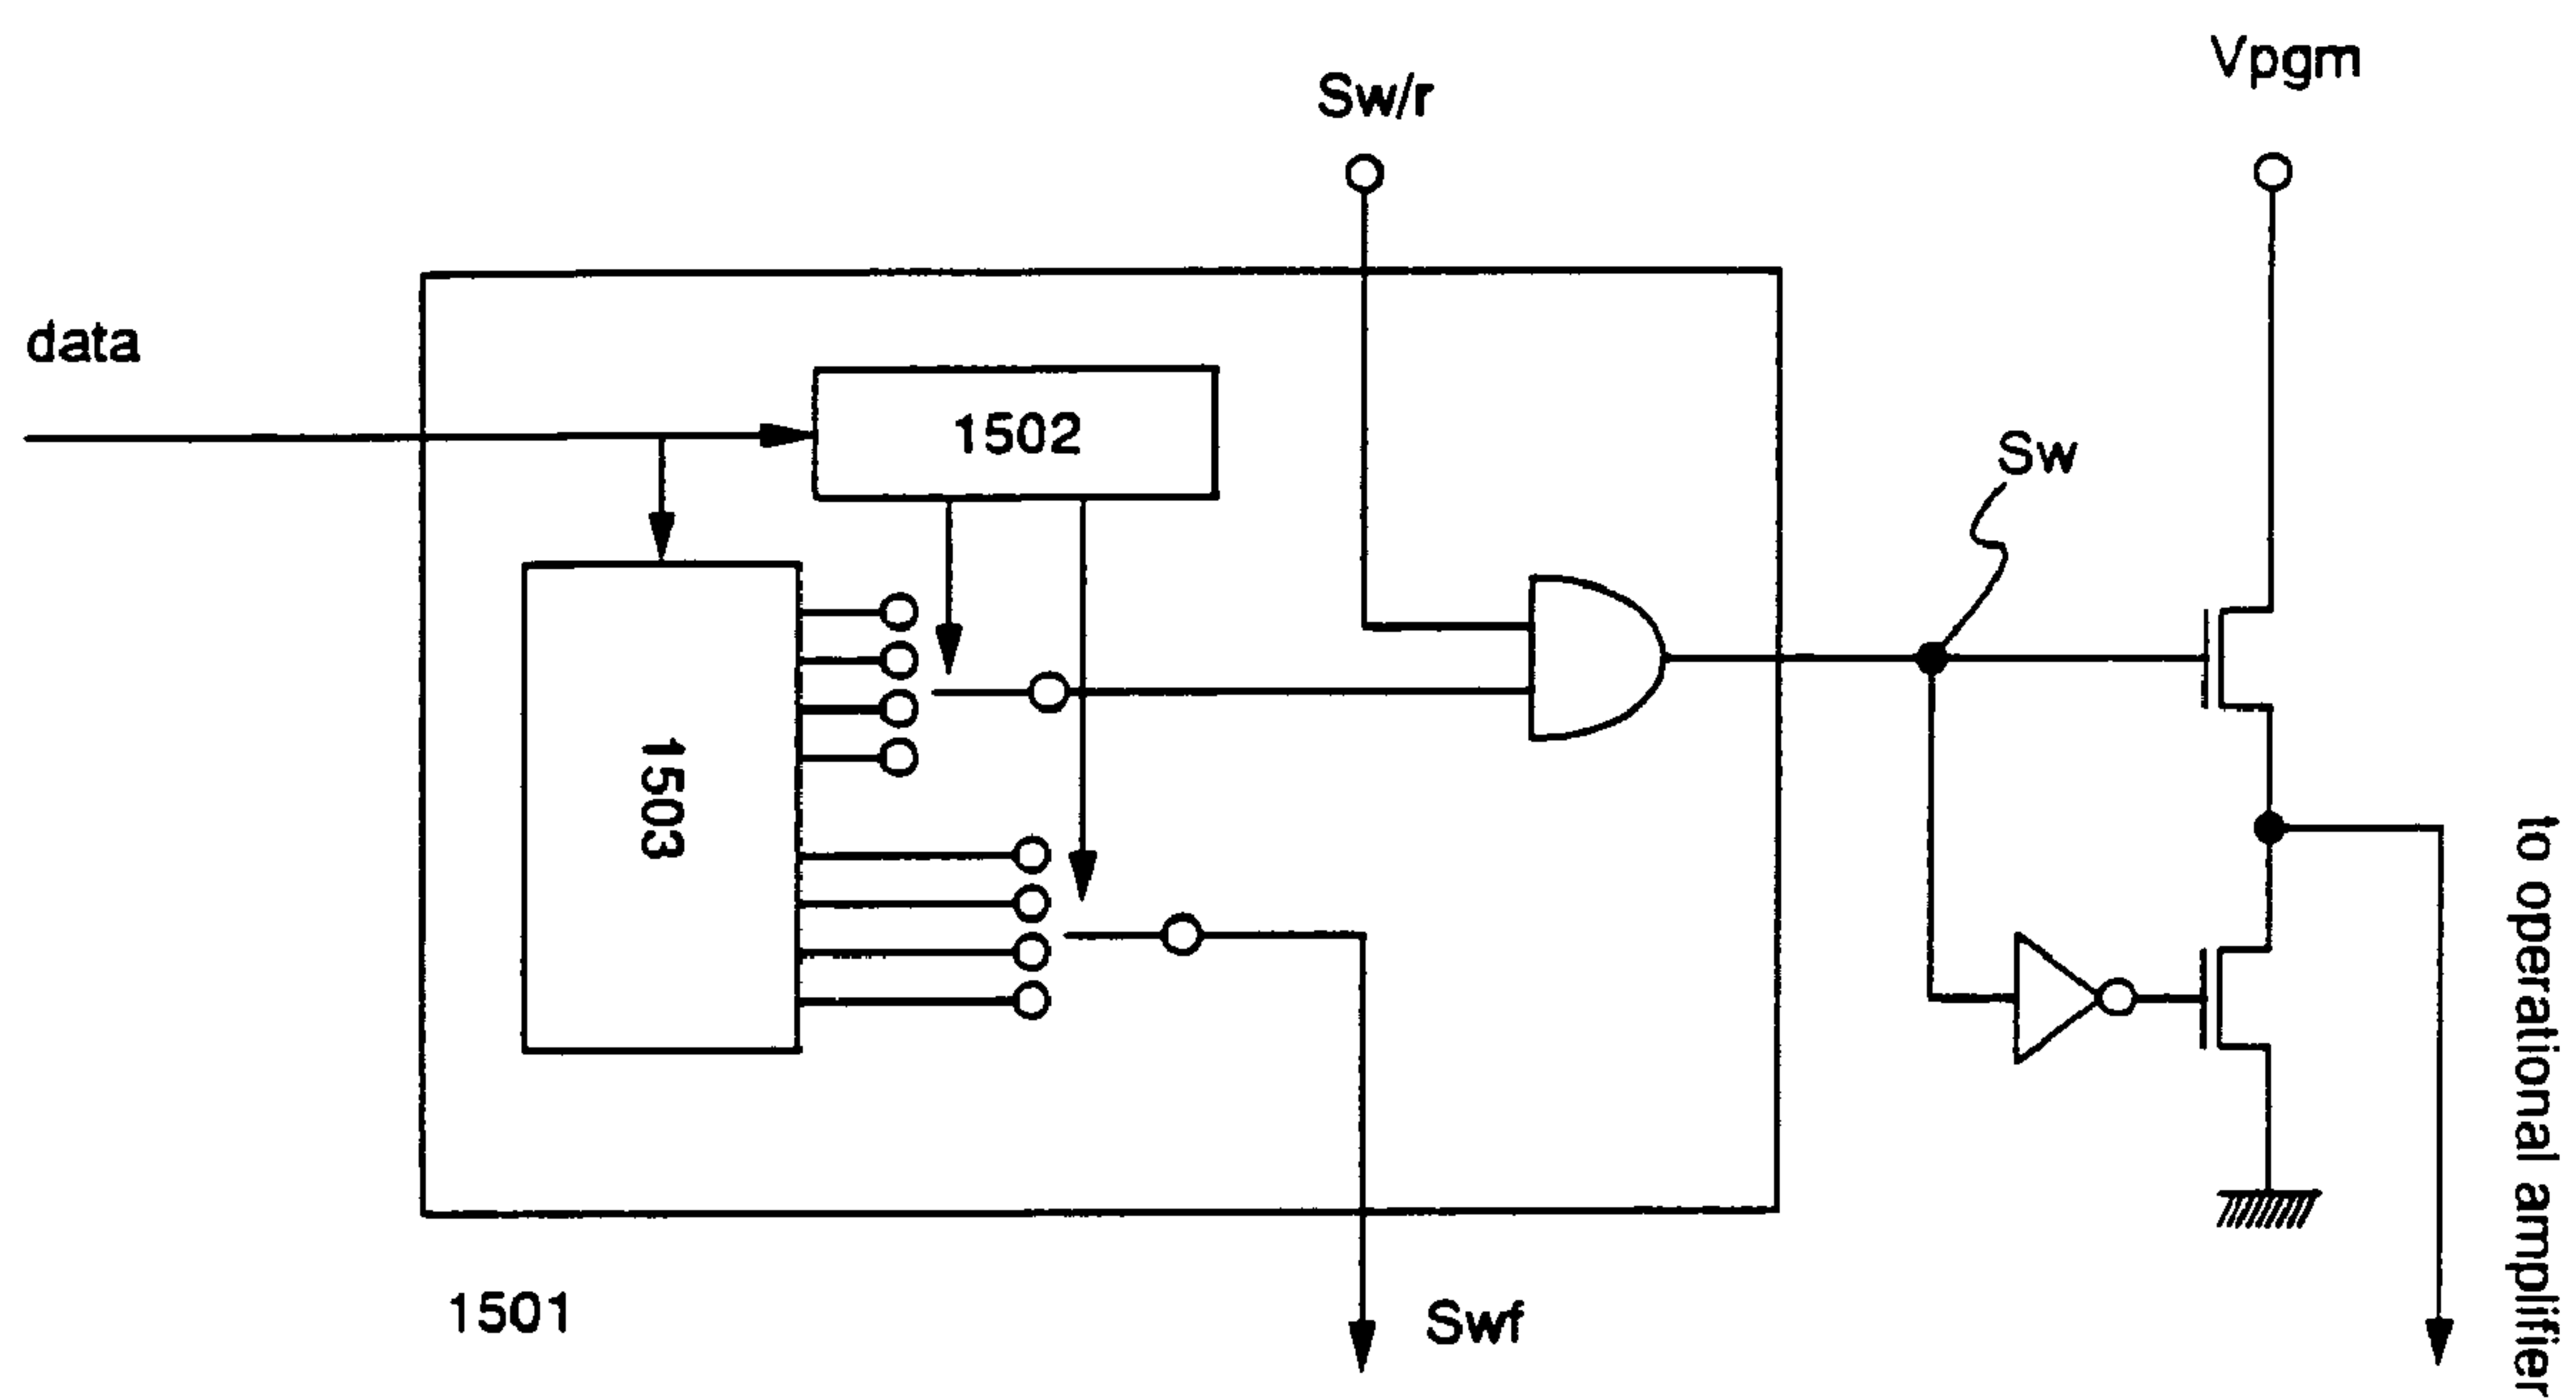 Vpgm
Sw/r
data
1502
Sw
1503
to operational amplifier
1501
Swf